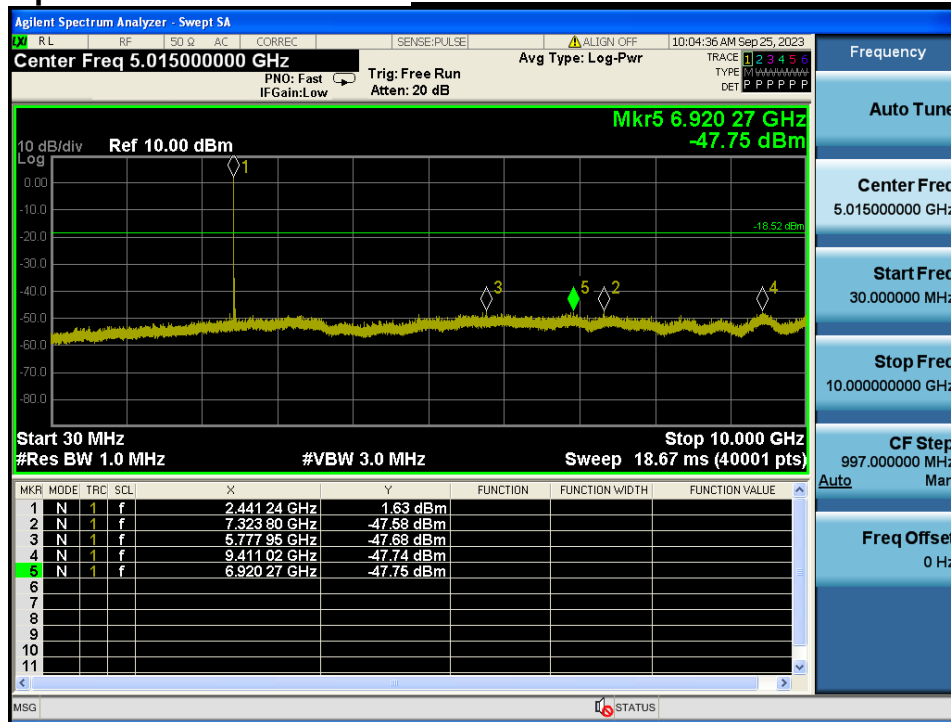 Agilent Spectrum Analyzer - Swept SA
LXI RL RF 50 Ω AC CORREC SENSE:PULSE ALIGN OFF 10:04:36 AM Sep 25, 2023
Center Freq 5.015000000 GHz
PNO: Fast
IFGain:Low
Trig: Free Run
Atten: 20 dB
Avg Type: Log-Pwr
TRACE 1 2 3 4 5 6
TYPE M WWWWW
DET P P P P P P
Mkr5 6.920 27 GHz
-47.75 dBm
10 dB/div Ref 10.00 dBm
Log
0.00
-10.0
-20.0
-30.0
-40.0
-50.0
-60.0
-70.0
-80.0
1
-18.52 dBm
3
5
2
4
Start 30 MHz Stop 10.000 GHz
#Res BW 1.0 MHz #VBW 3.0 MHz Sweep 18.67 ms (40001 pts)
MKR MODE TRC SCL X Y FUNCTION FUNCTION WIDTH FUNCTION VALUE
1 N 1 f 2.441 24 GHz 1.63 dBm
2 N 1 f 7.323 80 GHz -47.58 dBm
3 N 1 f 5.777 95 GHz -47.68 dBm
4 N 1 f 9.411 02 GHz -47.74 dBm
5 N 1 f 6.920 27 GHz -47.75 dBm
6
7
8
9
10
11
MSG STATUS
Frequency
Auto Tune
Center Freq
5.015000000 GHz
Start Freq
30.000000 MHz
Stop Freq
10.000000000 GHz
CF Step
997.000000 MHz
Auto Man
Freq Offset
0 Hz